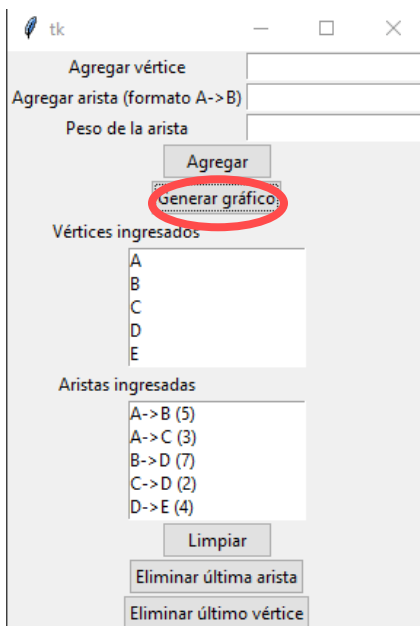 tk
Agregar vértice
Agregar arista (formato A->B)
Peso de la arista
Agregar
Generar gráfico
Vértices ingresados
A
B
C
D
E
Aristas ingresadas
A->B (5)
A->C (3)
B->D (7)
C->D (2)
D->E (4)
Limpiar
Eliminar última arista
Eliminar último vértice